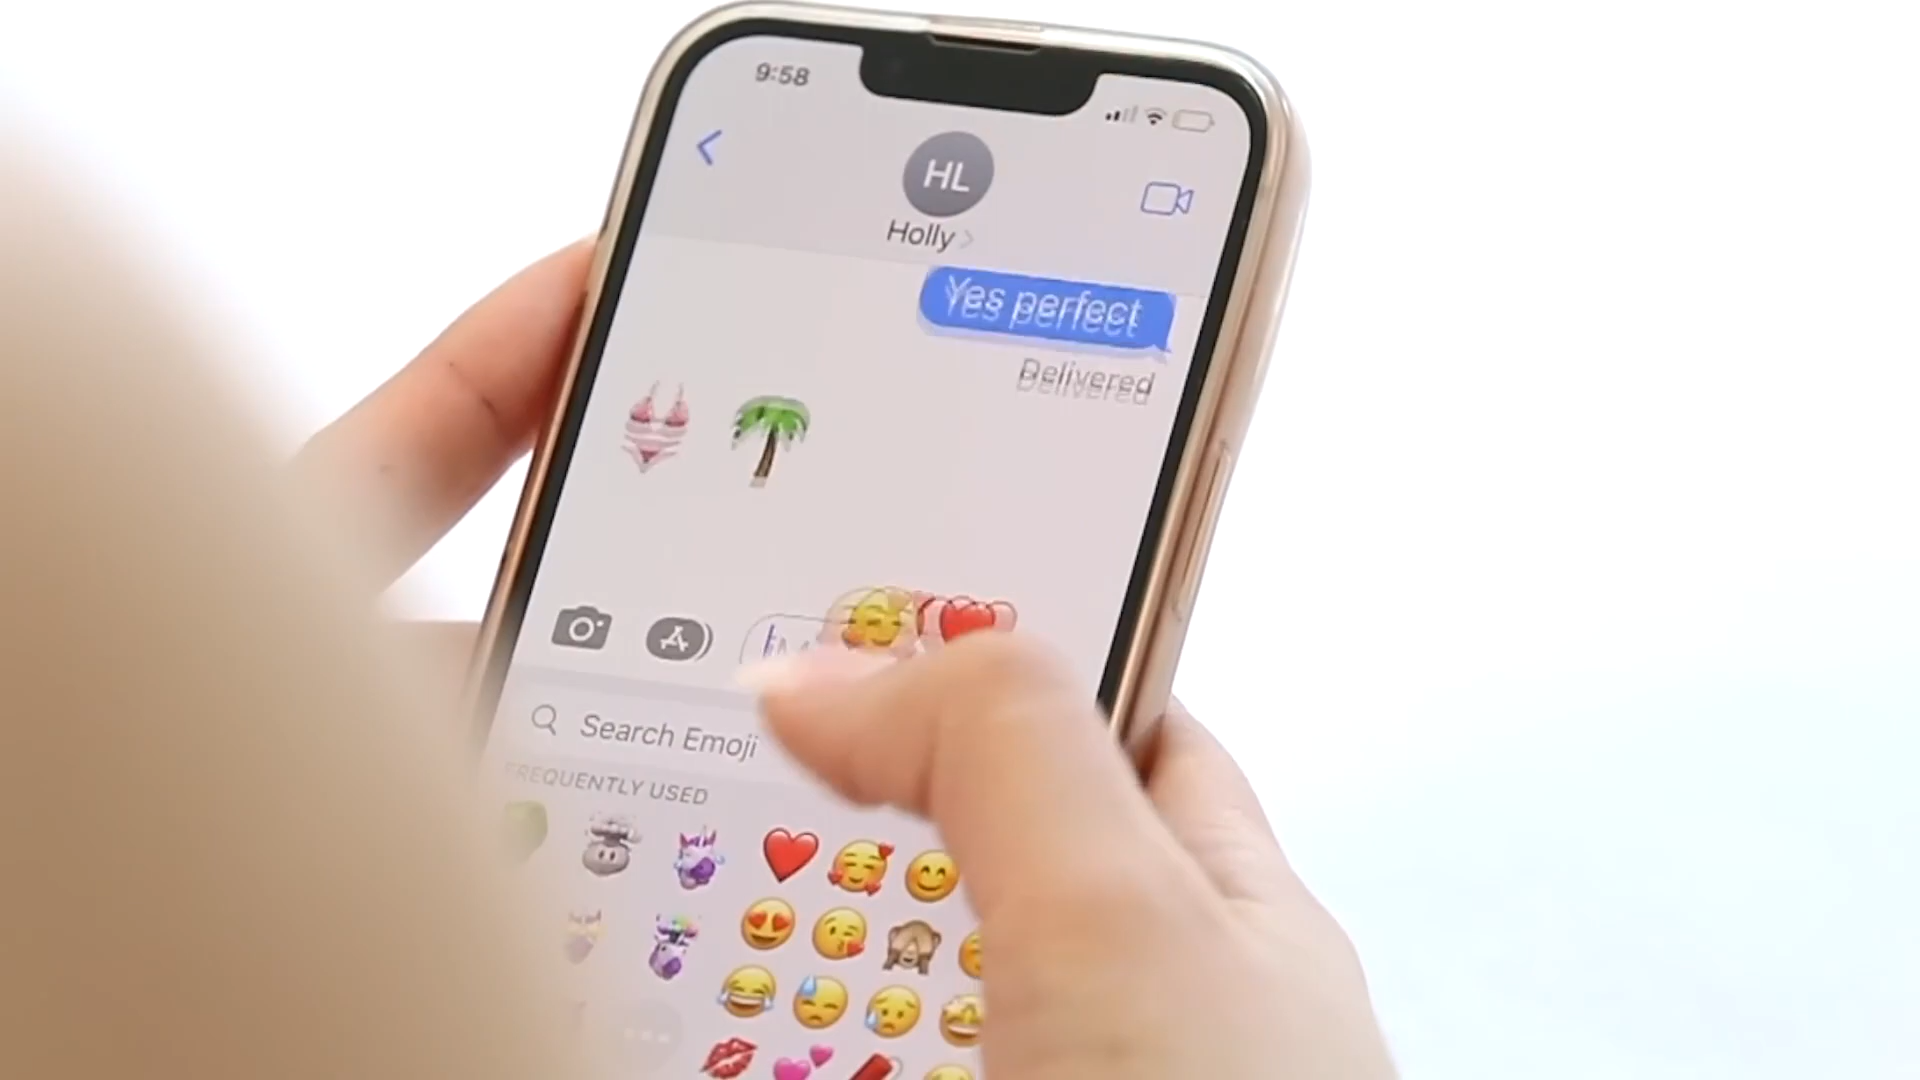 9:58
HL
Holly
Yes perfect
Delivered
Search Emoji
FREQUENTLY USED